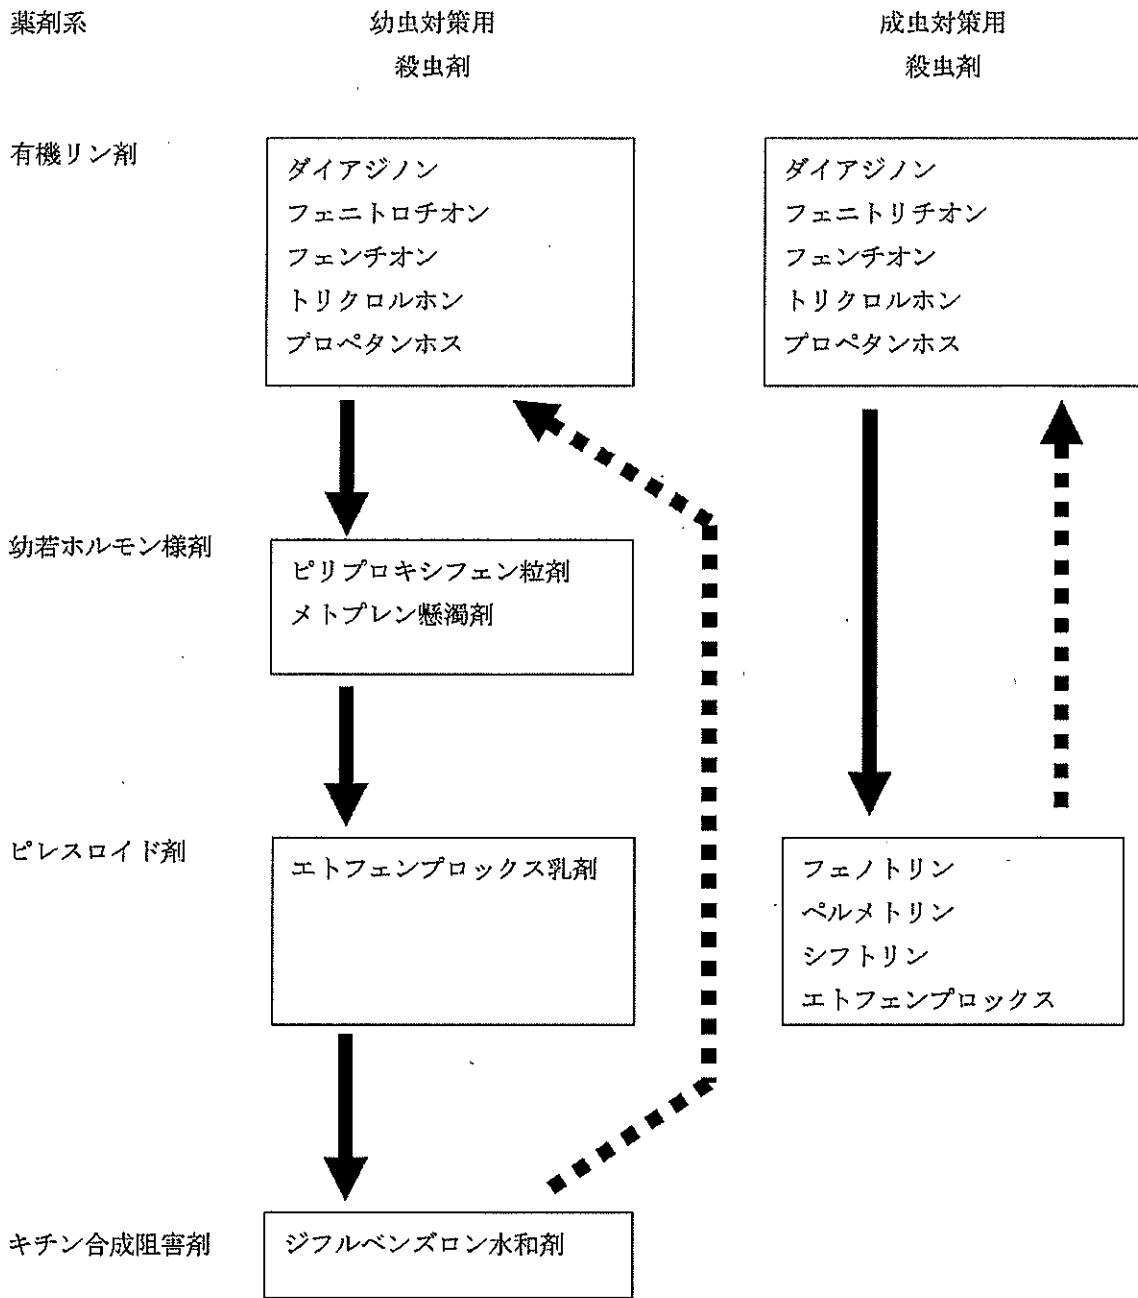 薬剤系 幼虫対策用 成虫対策用
殺虫剤 殺虫剤
有機リン剤
ダイアジノン
フェニトロチオン
フェンチオン
トリクロルホン
プロペタンホス
ダイアジノン
フェニトリチオン
フェンチオン
トリクロルホン
プロペタンホス
幼若ホルモン様剤
ピリプロキシフェン粒剤
メトプレン懸濁剤
ピレスロイド剤
エトフェンプロックス乳剤
フェノトリン
ペルメトリン
シフトリン
エトフェンプロックス
キチン合成阻害剤
ジフルベンズロン水和剤